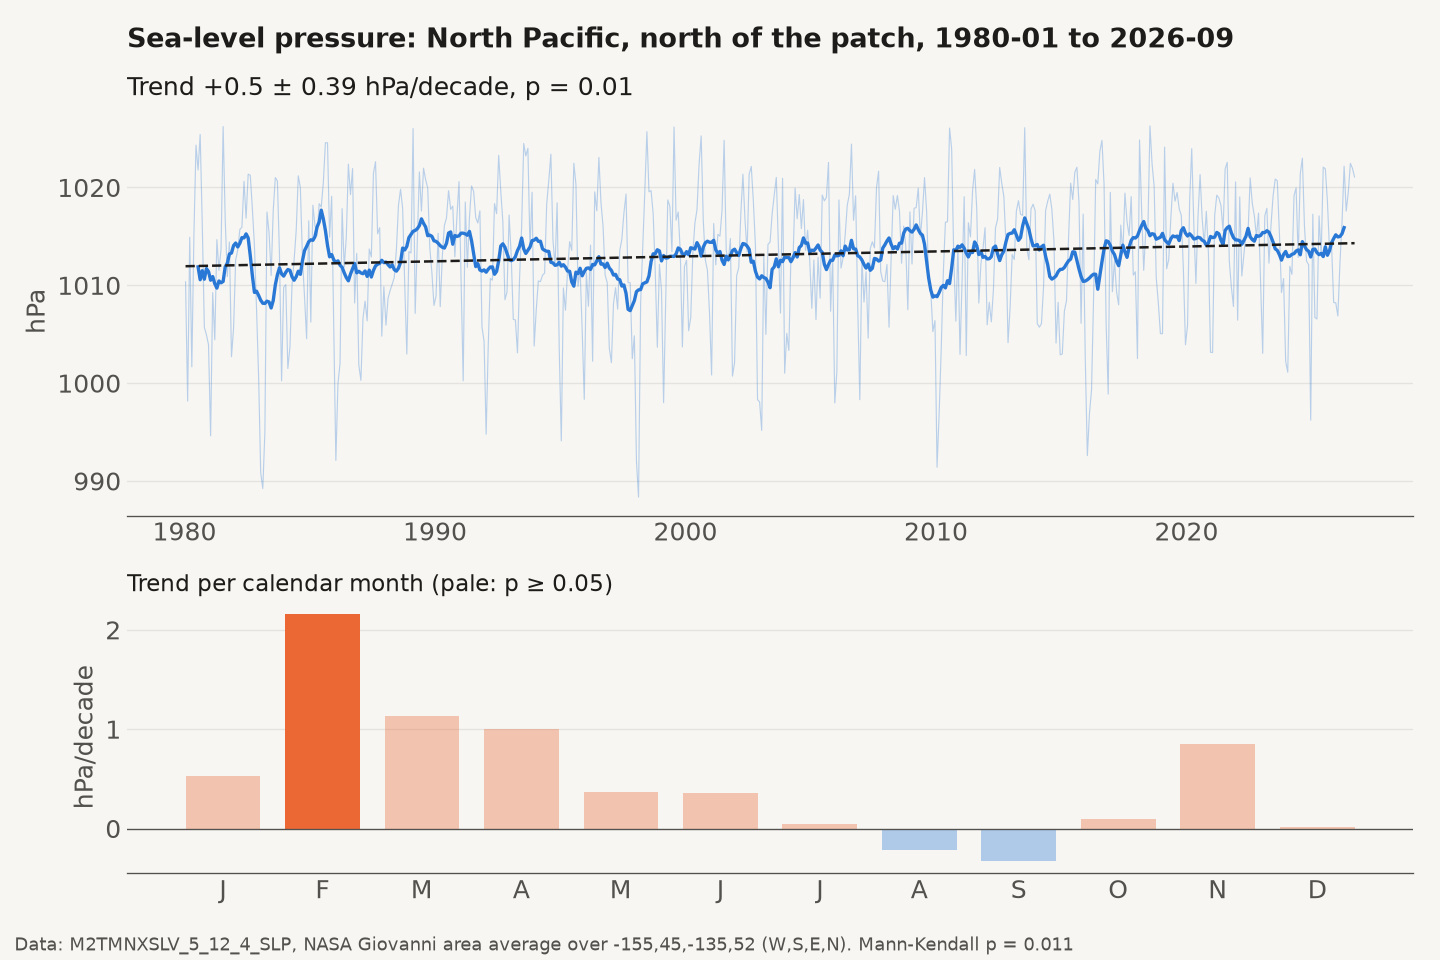 Sea-level pressure: North Pacific, north of the patch, 1980-01 to 2026-09
Trend +0.5 ± 0.39 hPa/decade, p = 0.01
hPa
1020
1010
1000
990
1980 1990 2000 2010 2020
Trend per calendar month (pale: p ≥ 0.05)
hPa/decade
2
1
0
J F M A M J J A S O N D
Data: M2TMNXSLV_5_12_4_SLP, NASA Giovanni area average over -155,45,-135,52 (W,S,E,N). Mann-Kendall p = 0.011